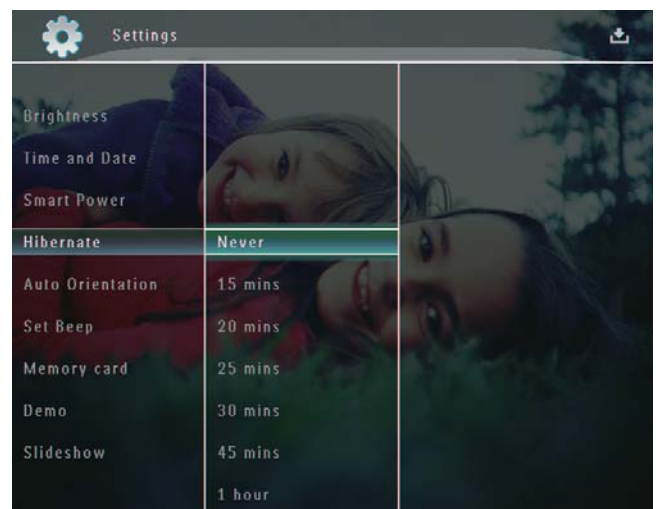 Settings
Brightness
Time and Date
Smart Power
Hibernate
Auto Orientation
Set Beep
Memory card
Demo
Slideshow
Never
15 mins
20 mins
25 mins
30 mins
45 mins
1 hour